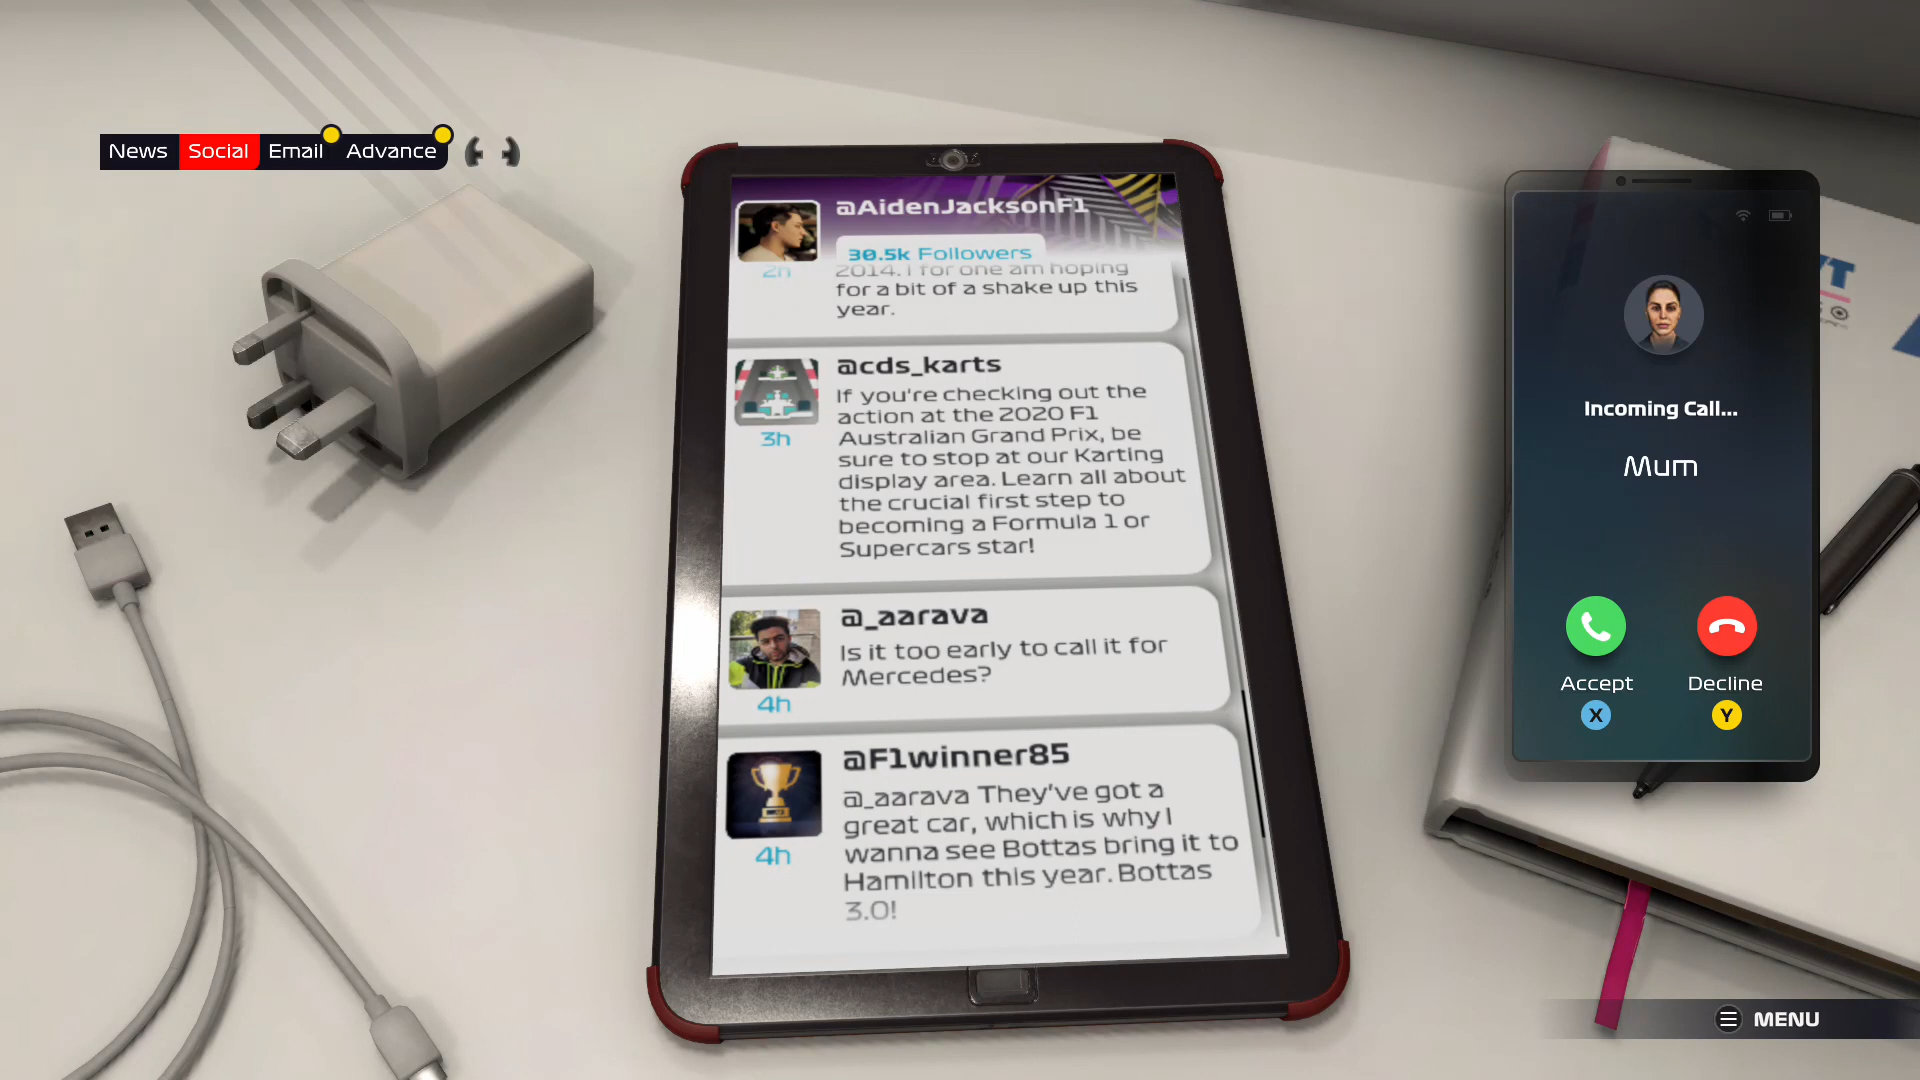 News Social Email Advance
@AidenJacksonF1
30.5k Followers
2h
2014. I for one am hoping
for a bit of a shake up this
year.
@cds_karts
If you're checking out the
action at the 2020 F1
Australian Grand Prix, be
sure to stop at our Karting
display area. Learn all about
the crucial first step to
becoming a Formula 1 or
Supercars star!
3h
@_aarava
Is it too early to call it for
Mercedes?
4h
@F1winner85
@_aarava They've got a
great car, which is why I
wanna see Bottas bring it to
Hamilton this year. Bottas
3.0!
4h
Incoming Call...
Mum
Accept Decline
X Y
MENU